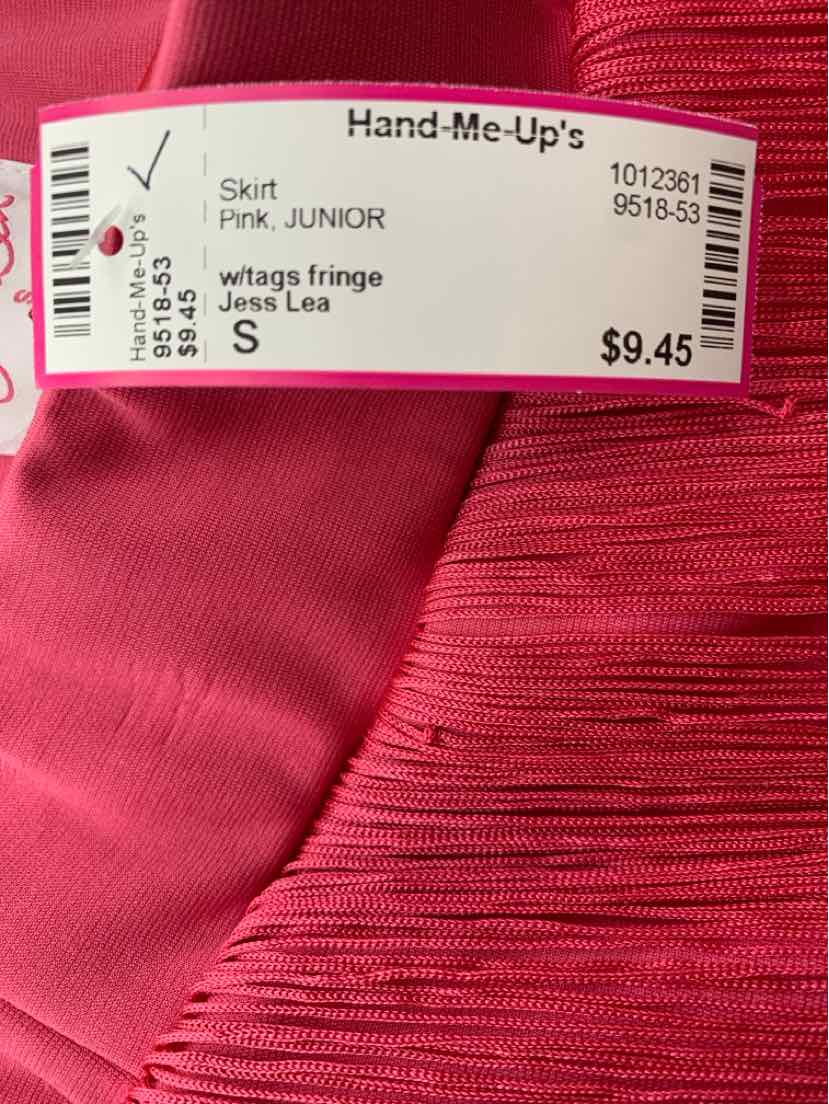 Hand-Me-Up's
Skirt
Pink, JUNIOR
1012361
9518-53
w/tags fringe
Jess Lea
S
$9.45
Hand-Me-Up's
9518-53
$9.45